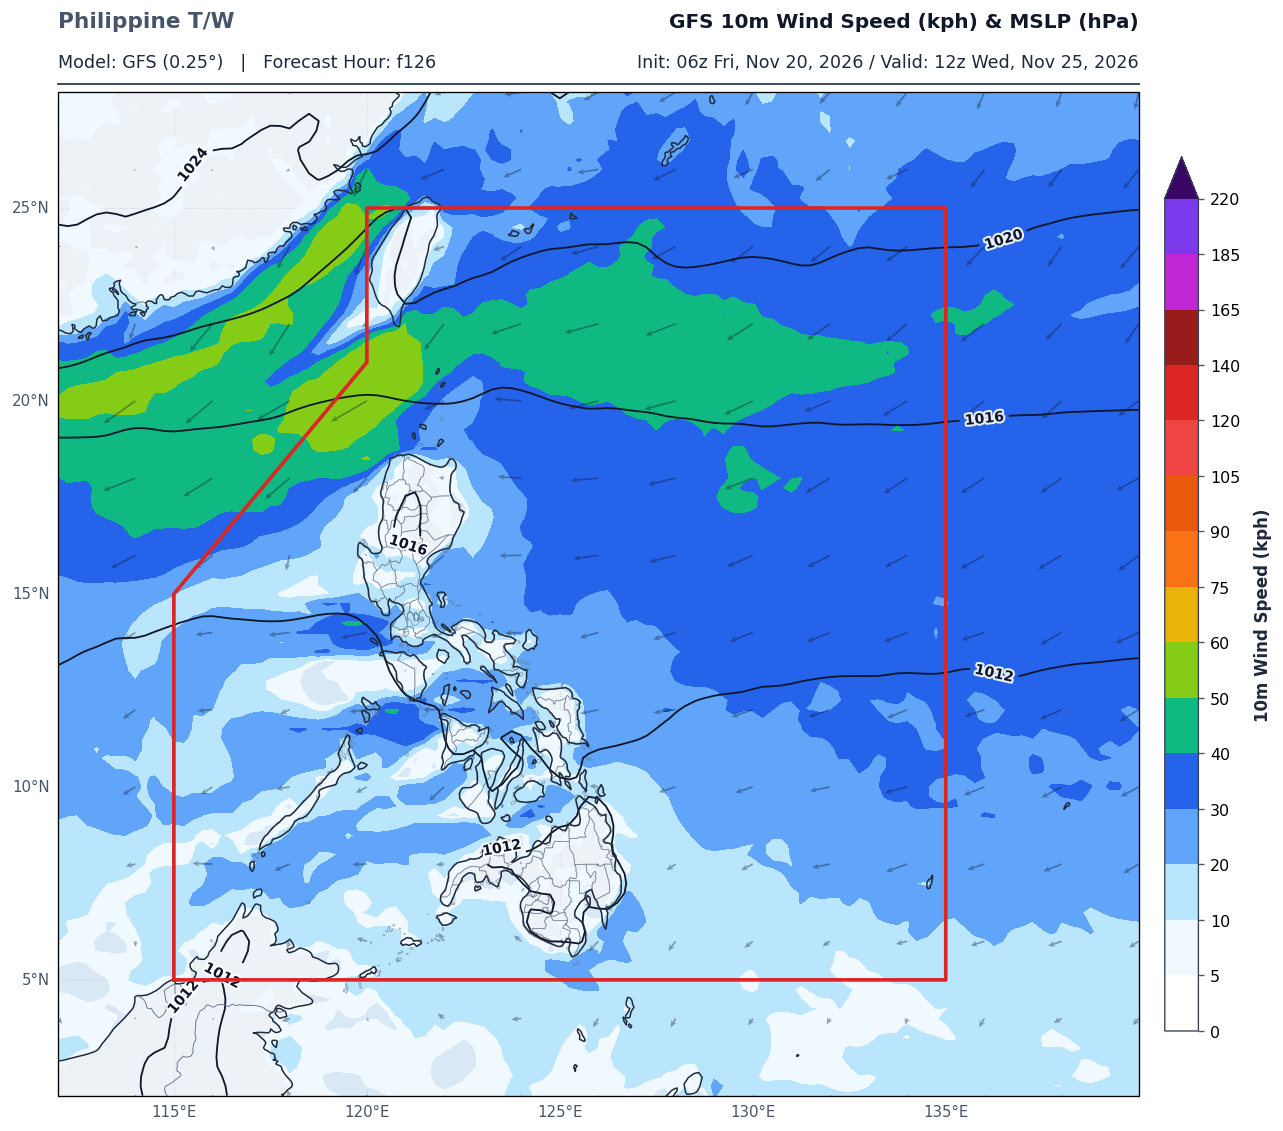 Philippine T/W
GFS 10m Wind Speed (kph) & MSLP (hPa)
Model: GFS (0.25°) | Forecast Hour: f126
Init: 06z Fri, Nov 20, 2026 / Valid: 12z Wed, Nov 25, 2026
1024
25°N
1020
20°N
1016
1016
15°N
1012
10°N
1012
5°N
1012
1012
115°E
120°E
125°E
130°E
135°E
220
185
165
140
120
105
90
75
60
50
40
30
20
10
5
0
10m Wind Speed (kph)